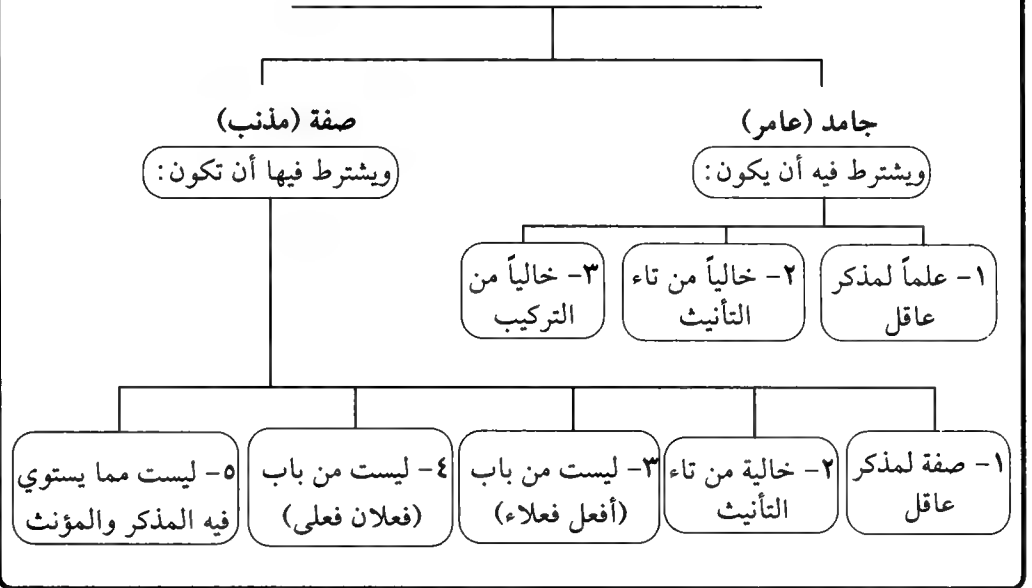 جامد (عامر)
ويشترط فيه أن يكون:
١- علماً لمذكر
عاقل
٢- خالياً من تاء
التأنيث
٣- خالياً من
التركيب
صفة (مذنب)
ويشترط فيها أن تكون:
١- صفة لمذكر
عاقل
٢- خالية من تاء
التأنيث
٣- ليست من باب
(أفعل فعلاء)
٤- ليست من باب
(فعلان فعلى)
٥- ليست مما يستوي
فيه المذكر والمؤنث